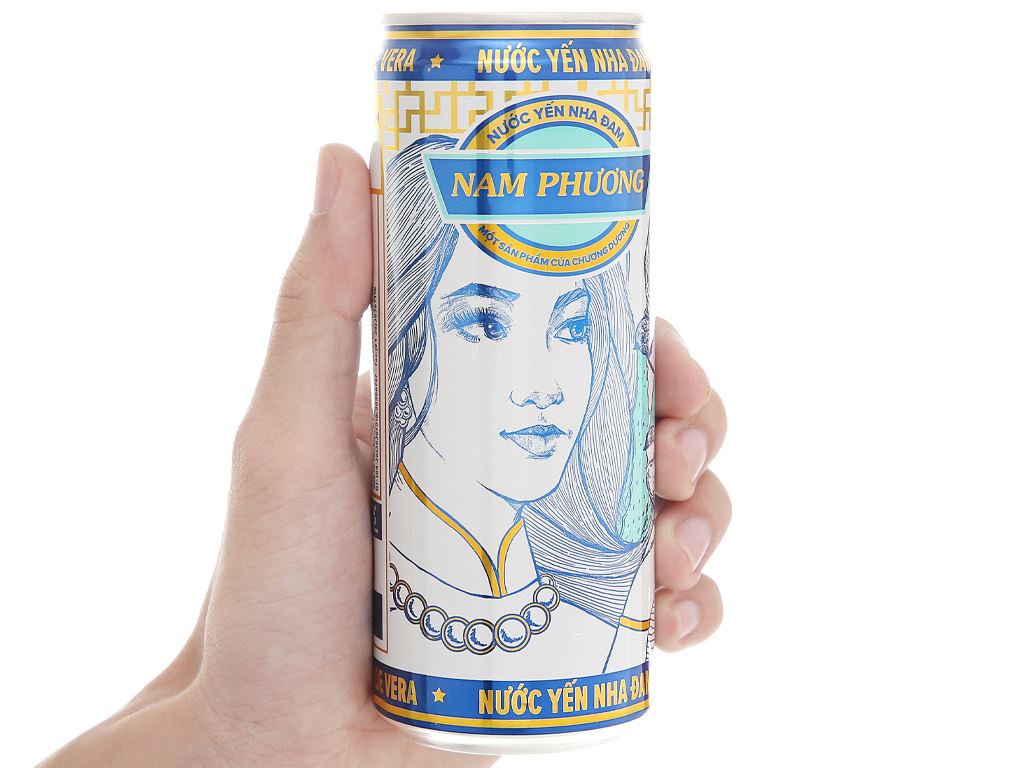 VERA ★ NƯỚC YẾN NHA ĐAM
NƯỚC YẾN NHA ĐAM
NAM PHƯƠNG
MỘT SẢN PHẨM CỦA CHƯƠNG DƯƠNG
E VERA ★ NƯỚC YẾN NHA ĐAM